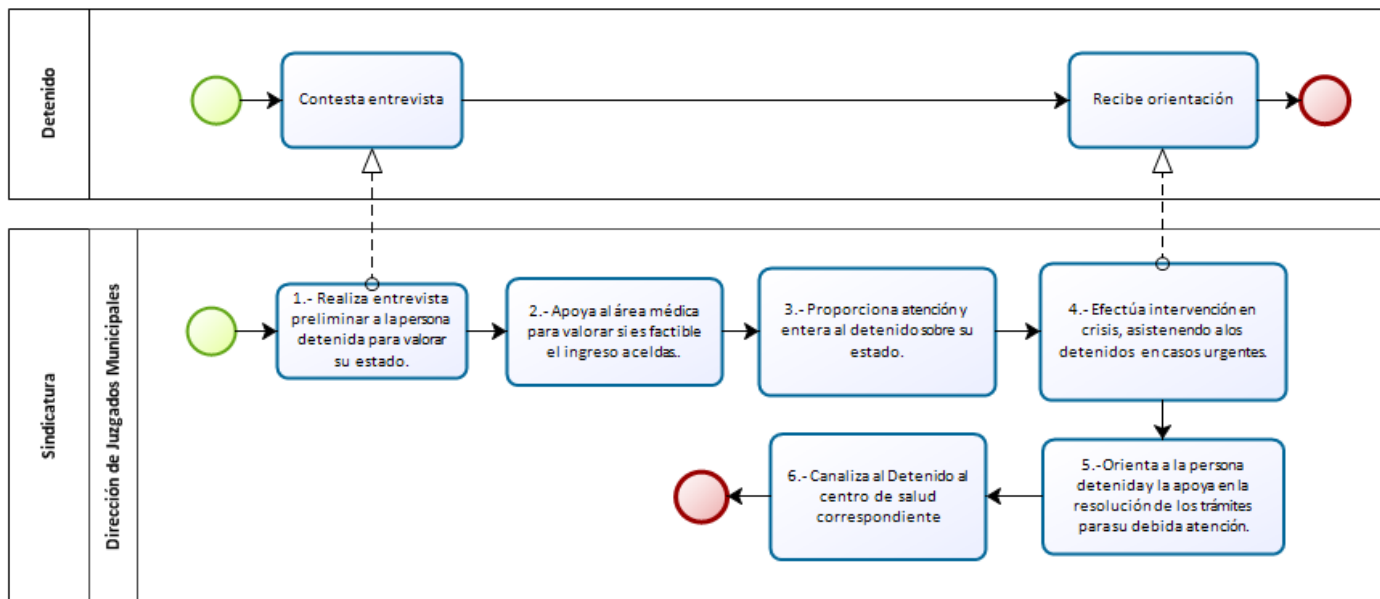 Detenido
Contesta entrevista
Recibe orientación
Sindicatura
Dirección de Juzgados Municipales
1.- Realiza entrevista
preliminar a la persona
detenida para valorar
su estado.
2.- Apoya al área médica
para valorar si es factible
el ingreso a celdas..
3.- Proporciona atención y
entera al detenido sobre su
estado.
4.- Efectúa intervención en
crisis, asistenendo a los
detenidos en casos urgentes.
5.-Orienta a la persona
detenida y la apoya en la
resolución de los trámites
para su debida atención.
6.- Canaliza al Detenido al
centro de salud
correspondiente